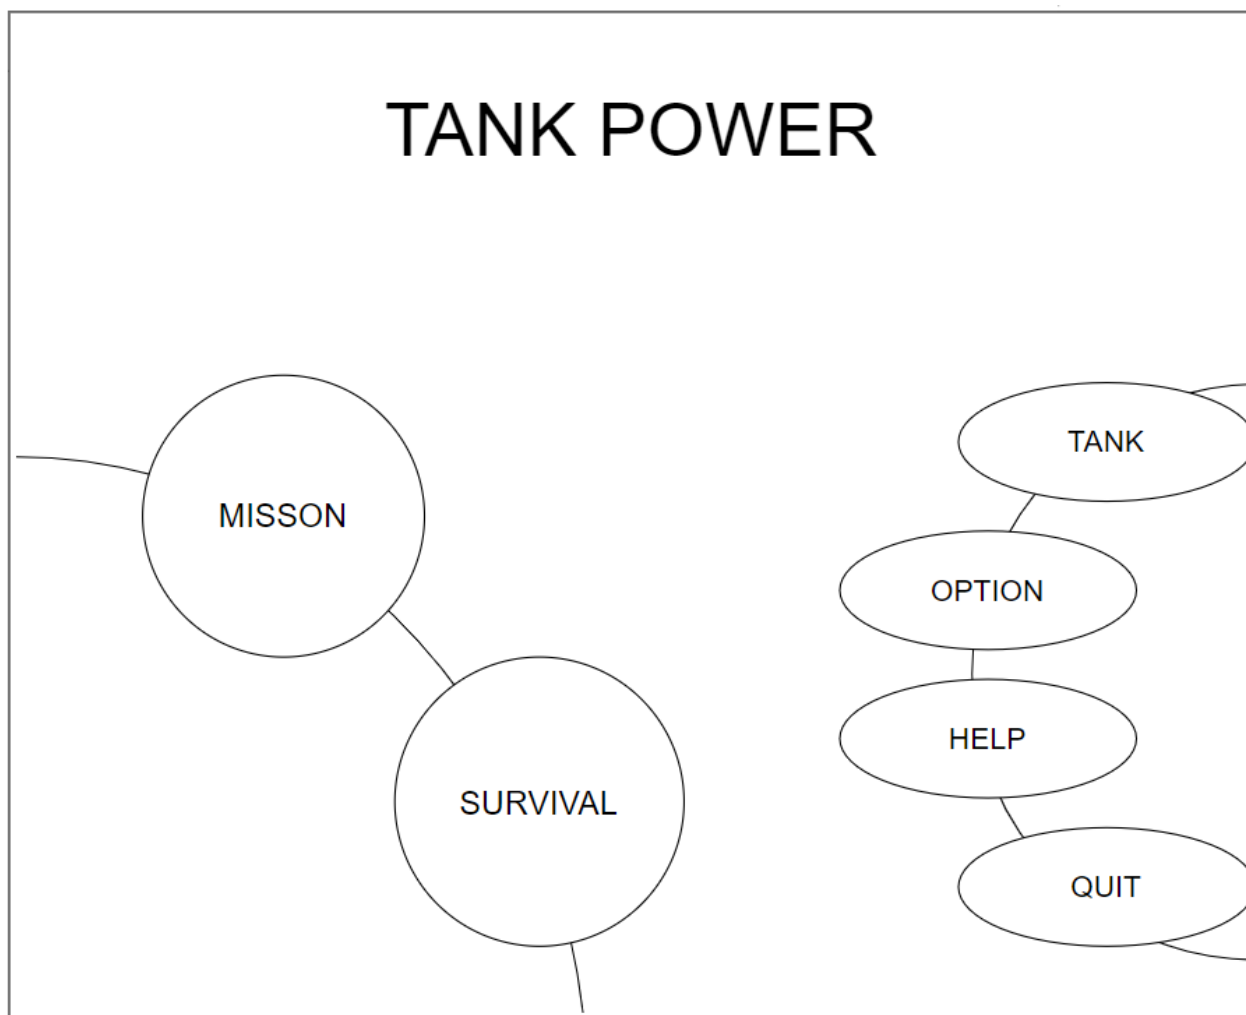 TANK POWER
MISSON
SURVIVAL
TANK
OPTION
HELP
QUIT